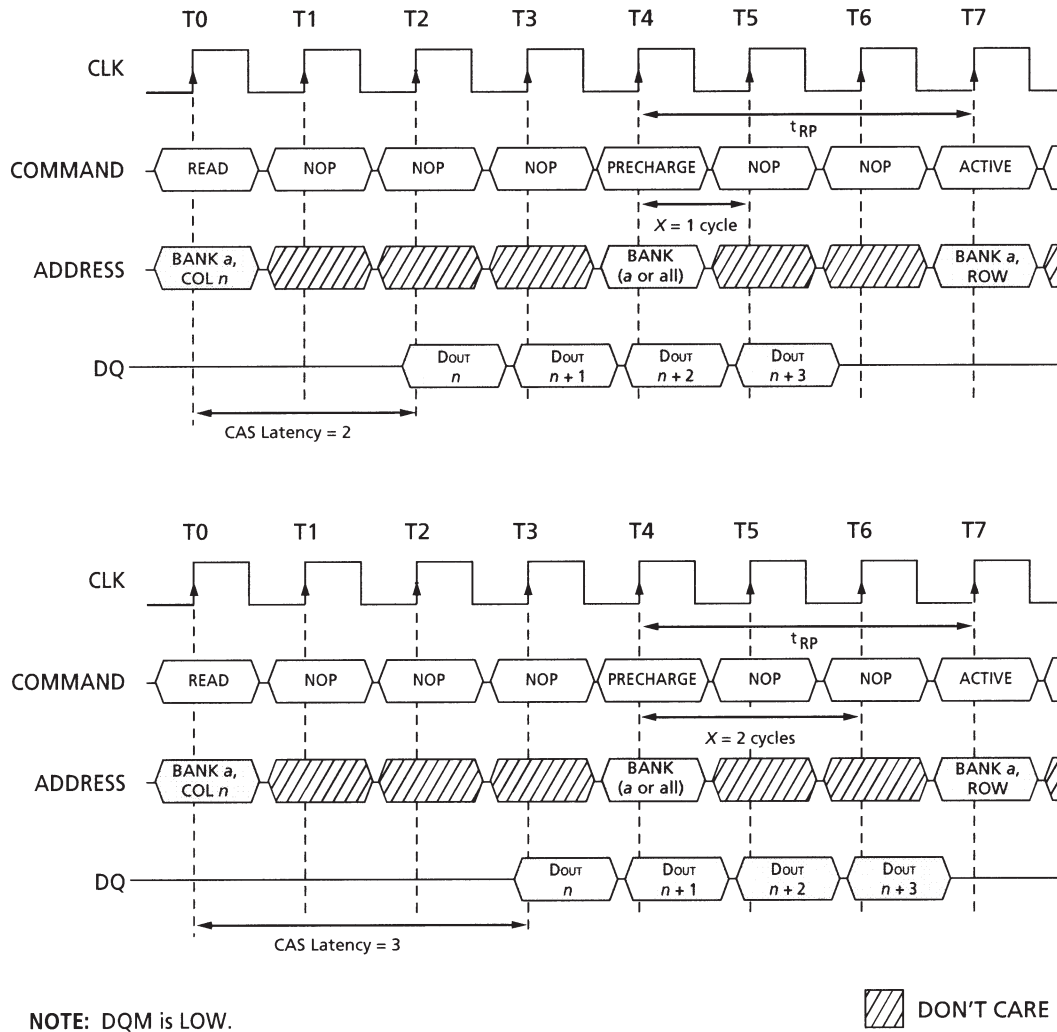 T0 T1 T2 T3 T4 T5 T6 T7
CLK
tRP
COMMAND READ NOP NOP NOP PRECHARGE NOP NOP ACTIVE
X = 1 cycle
ADDRESS BANK a, COL n BANK (a or all) BANK a, ROW
DQ DOUT n DOUT n + 1 DOUT n + 2 DOUT n + 3
CAS Latency = 2
T0 T1 T2 T3 T4 T5 T6 T7
CLK
tRP
COMMAND READ NOP NOP NOP PRECHARGE NOP NOP ACTIVE
X = 2 cycles
ADDRESS BANK a, COL n BANK (a or all) BANK a, ROW
DQ DOUT n DOUT n + 1 DOUT n + 2 DOUT n + 3
CAS Latency = 3
NOTE: DQM is LOW.
DON'T CARE